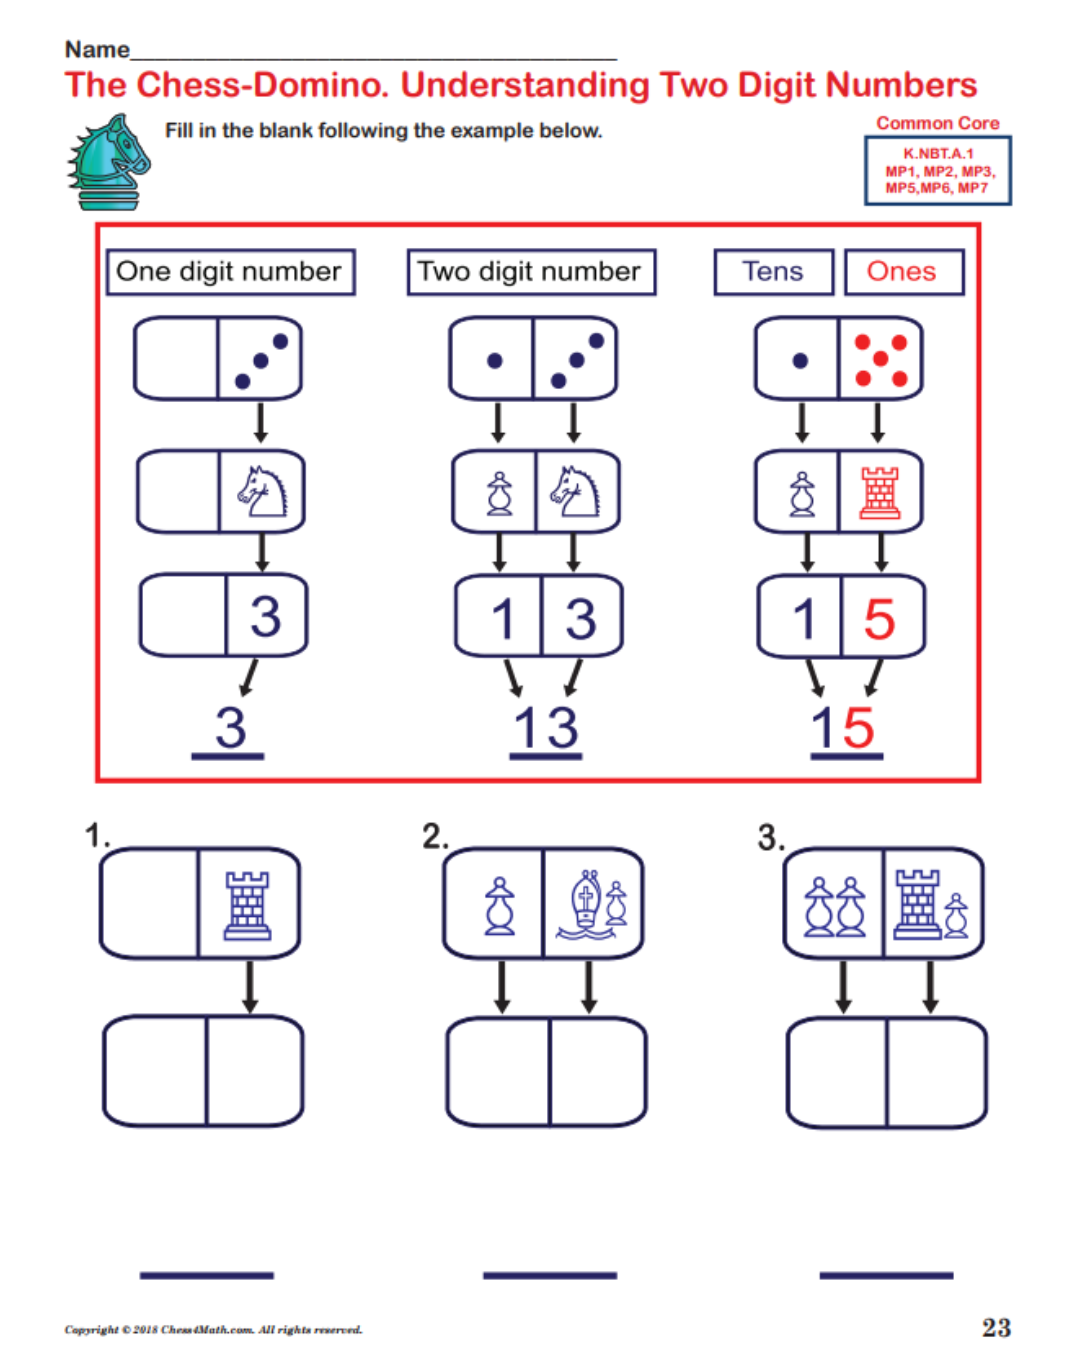 Name_______________________________________
The Chess-Domino. Understanding Two Digit Numbers
Fill in the blank following the example below.
Common Core
K.NBT.A.1
MP1, MP2, MP3,
MP5,MP6, MP7
One digit number
Two digit number
Tens
Ones
3
1 3
1 5
3
13
15
1.
2.
3.
Copyright © 2018 Chess4Math.com. All rights reserved.
23